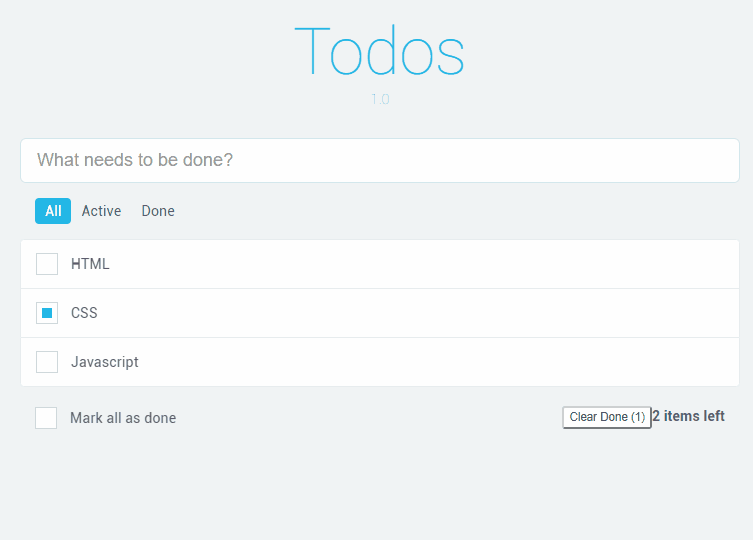 Todos
1.0
What needs to be done?
All Active Done
HTML
CSS
Javascript
Mark all as done Clear Done (1) 2 items left